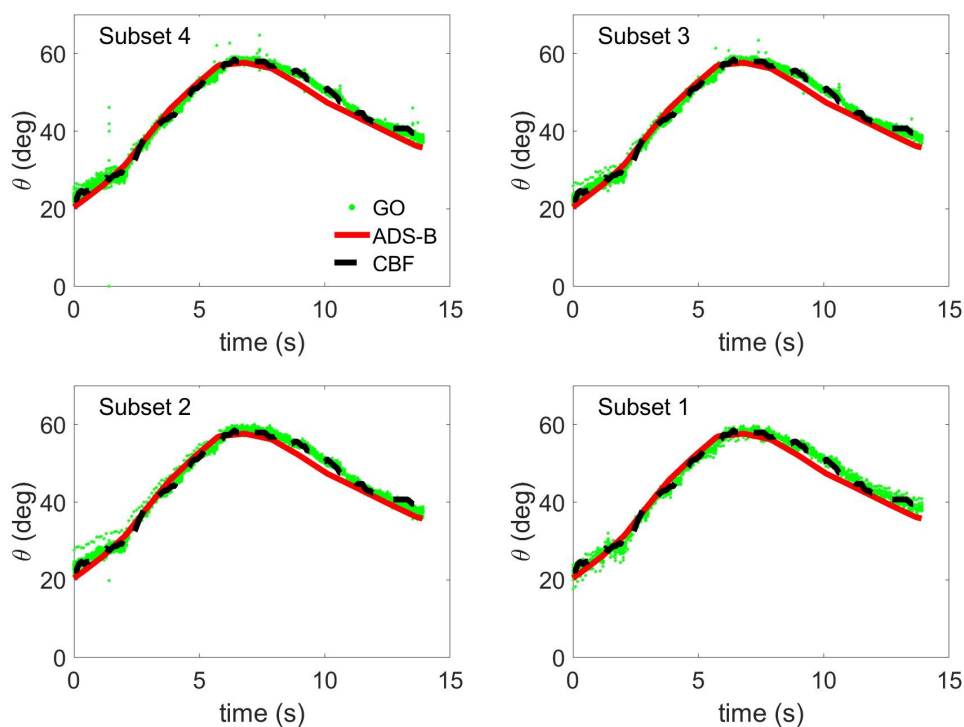 Subset 4
60
40
20
0
θ (deg)
GO
ADS-B
CBF
0
5
10
15
time (s)
Subset 3
60
40
20
0
θ (deg)
0
5
10
15
time (s)
Subset 2
60
40
20
0
θ (deg)
0
5
10
15
time (s)
Subset 1
60
40
20
0
θ (deg)
0
5
10
15
time (s)